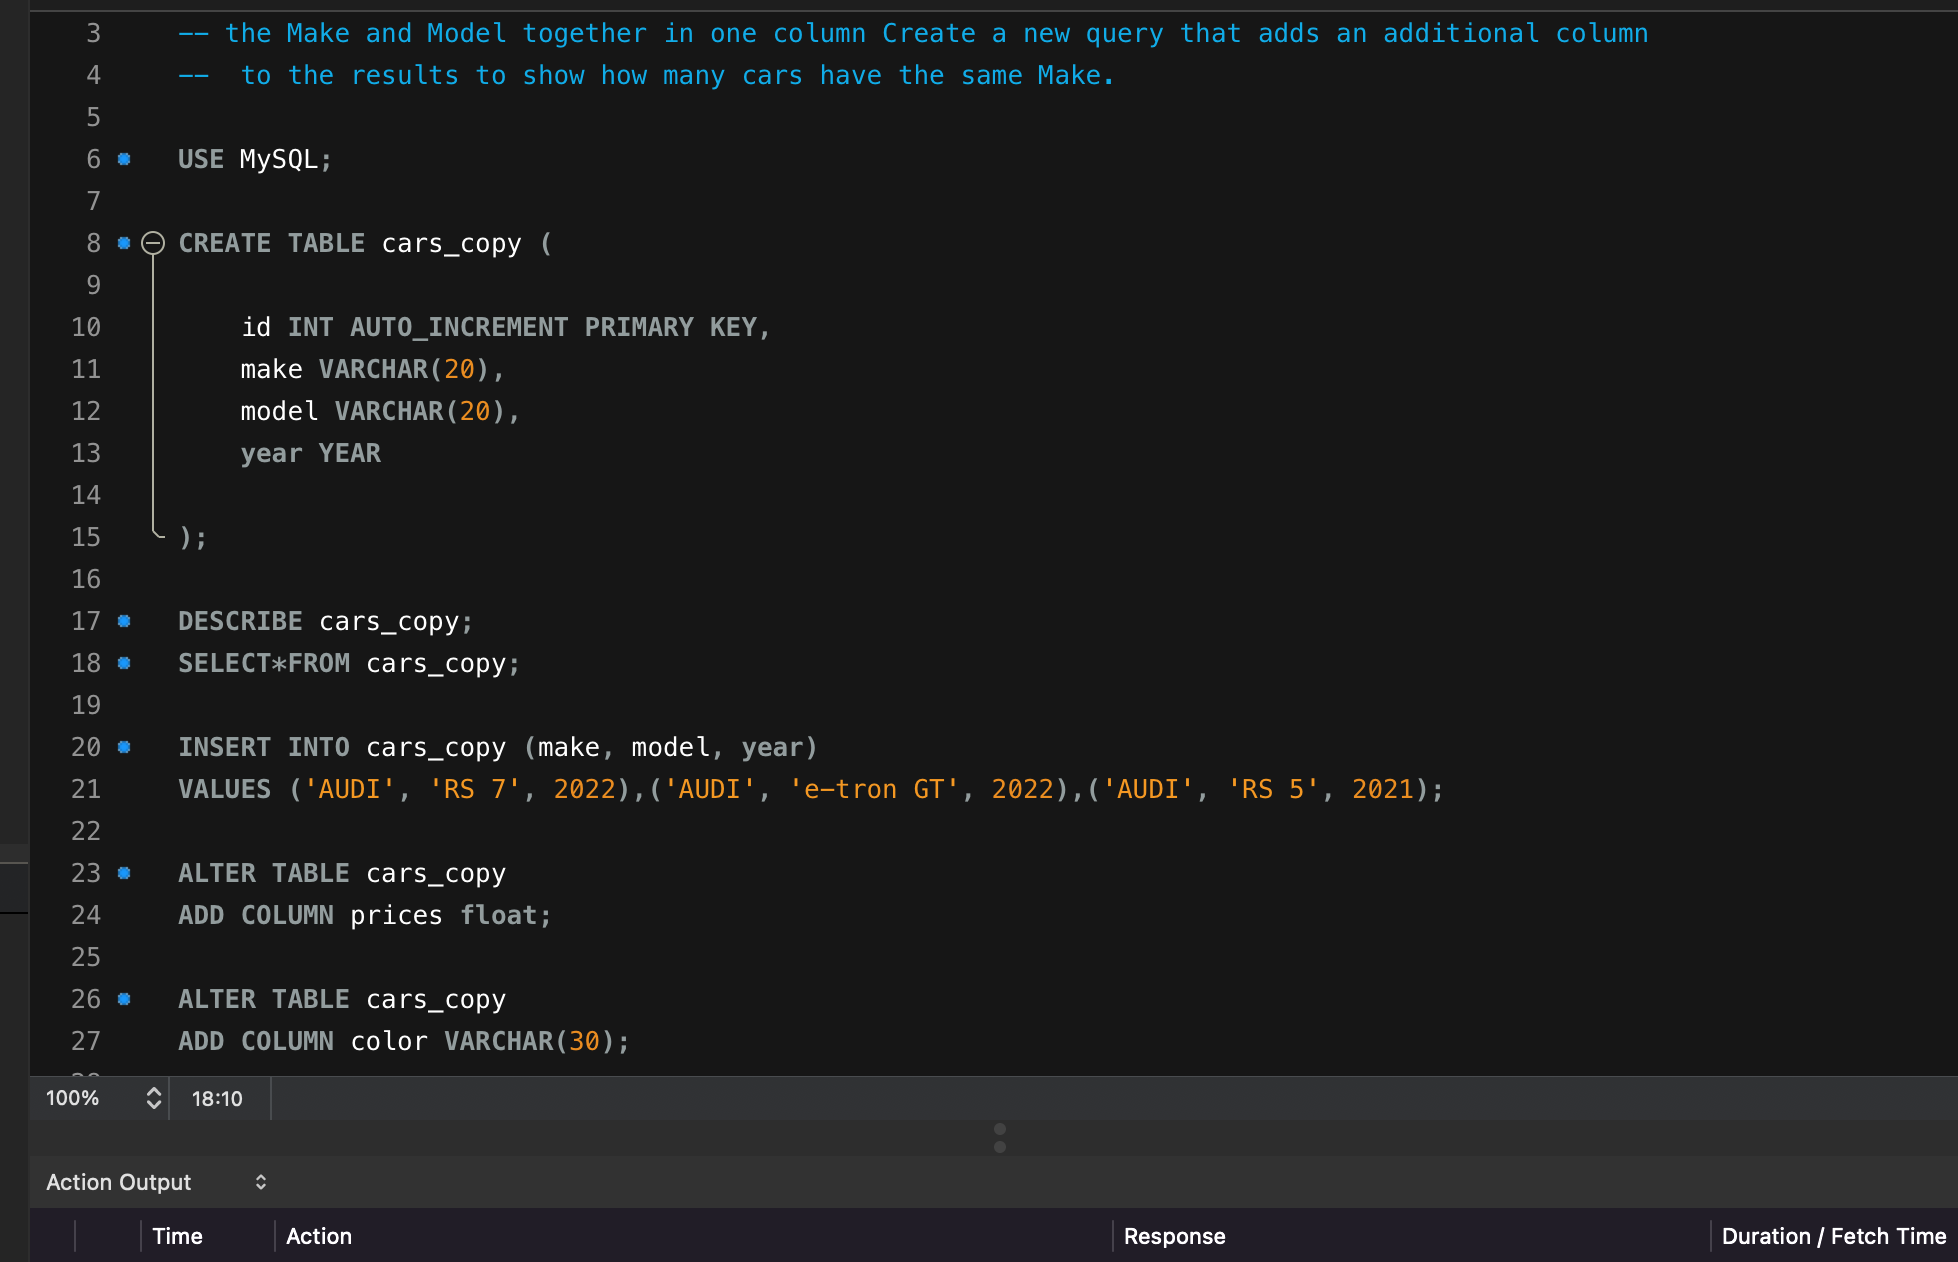 3 -- the Make and Model together in one column Create a new query that adds an additional column
4 --  to the results to show how many cars have the same Make.
5
6 USE MySQL;
7
8 CREATE TABLE cars_copy (
9
10 id INT AUTO_INCREMENT PRIMARY KEY,
11 make VARCHAR(20),
12 model VARCHAR(20),
13 year YEAR
14
15 );
16
17 DESCRIBE cars_copy;
18 SELECT*FROM cars_copy;
19
20 INSERT INTO cars_copy (make, model, year)
21 VALUES ('AUDI', 'RS 7', 2022),('AUDI', 'e-tron GT', 2022),('AUDI', 'RS 5', 2021);
22
23 ALTER TABLE cars_copy
24 ADD COLUMN prices float;
25
26 ALTER TABLE cars_copy
27 ADD COLUMN color VARCHAR(30);
100% 18:10
Action Output
Time Action Response Duration / Fetch Time